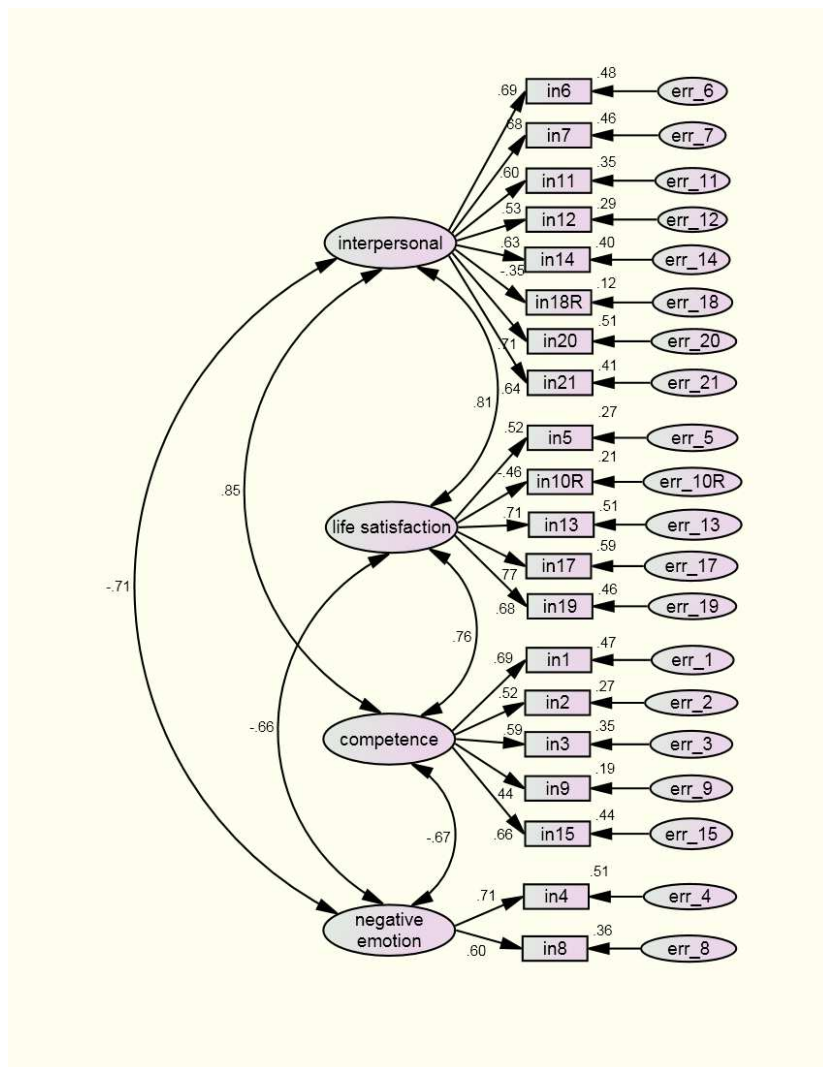 .48
.69 in6 err_6
.46
.68 in7 err_7
.35
.60 in11 err_11
.29
.53 in12 err_12
interpersonal
.40
.63 in14 err_14
-.35 .12
in18R err_18
.51
in20 err_20
.71
.41
in21 err_21
.64
.81
.27
.52 in5 err_5
.21
-.46 in10R err_10R
.85
.51
life satisfaction .71 in13 err_13
.59
in17 err_17
.77
.46
-.71
in19 err_19
.68
.76
.47
.69 in1 err_1
.27
.52 in2 err_2
-.66
.35
competence .59 in3 err_3
.19
in9 err_9
.44
.44
in15 err_15
.66
-.67
.51
.71 in4 err_4
negative
emotion
.36
in8 err_8
.60